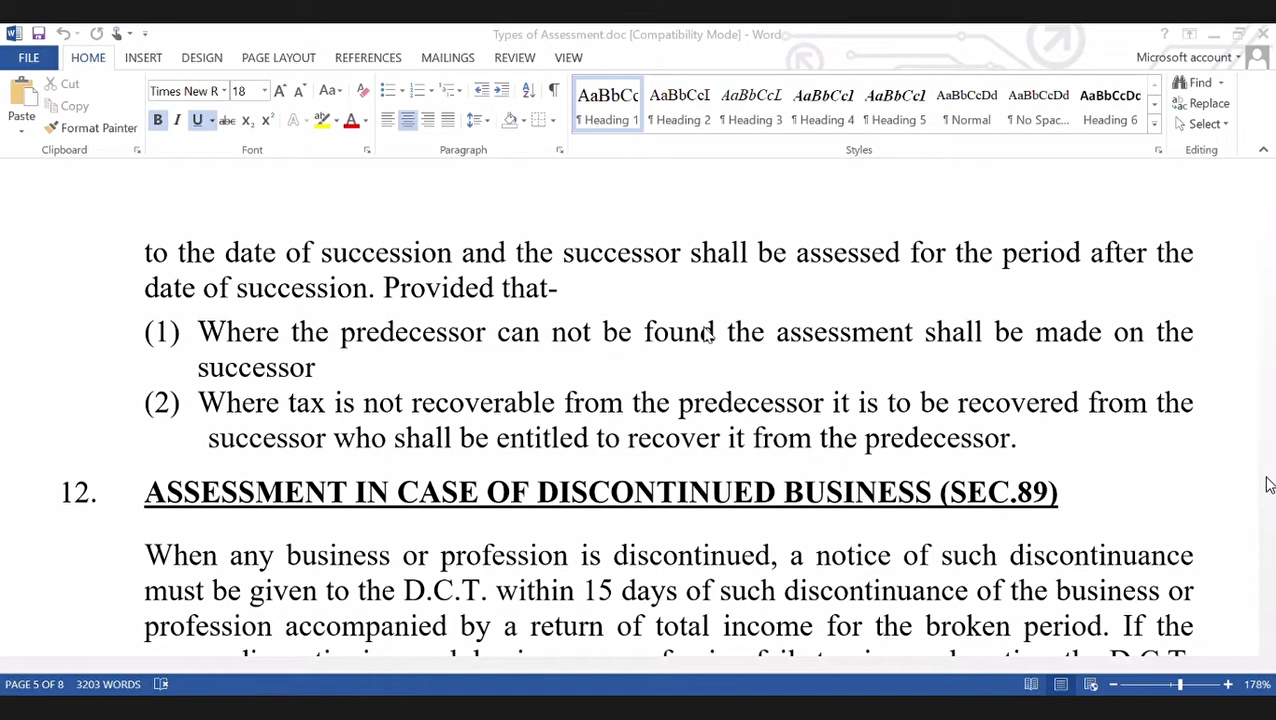 Types of Assessment.doc [Compatibility Mode] - Word
FILE HOME INSERT DESIGN PAGE LAYOUT REFERENCES MAILINGS REVIEW VIEW Microsoft account
Cut
Copy
Format Painter
Paste
Clipboard
Times New R 18
B I U abc X₂ X²
Font
Paragraph
AaBbCc AaBbCcI AaBbCcL AaBbCcI AaBbCcI AaBbCcDd AaBbCcDd AaBbCcDc
¶ Heading 1 ¶ Heading 2 ¶ Heading 3 ¶ Heading 4 ¶ Heading 5 ¶ Normal ¶ No Spac... Heading 6
Styles
Find
Replace
Select
Editing
to the date of succession and the successor shall be assessed for the period after the
date of succession. Provided that-
(1) Where the predecessor can not be found the assessment shall be made on the
successor
(2) Where tax is not recoverable from the predecessor it is to be recovered from the
successor who shall be entitled to recover it from the predecessor.
12. ASSESSMENT IN CASE OF DISCONTINUED BUSINESS (SEC.89)
When any business or profession is discontinued, a notice of such discontinuance
must be given to the D.C.T. within 15 days of such discontinuance of the business or
profession accompanied by a return of total income for the broken period. If the
PAGE 5 OF 8 3203 WORDS 178%